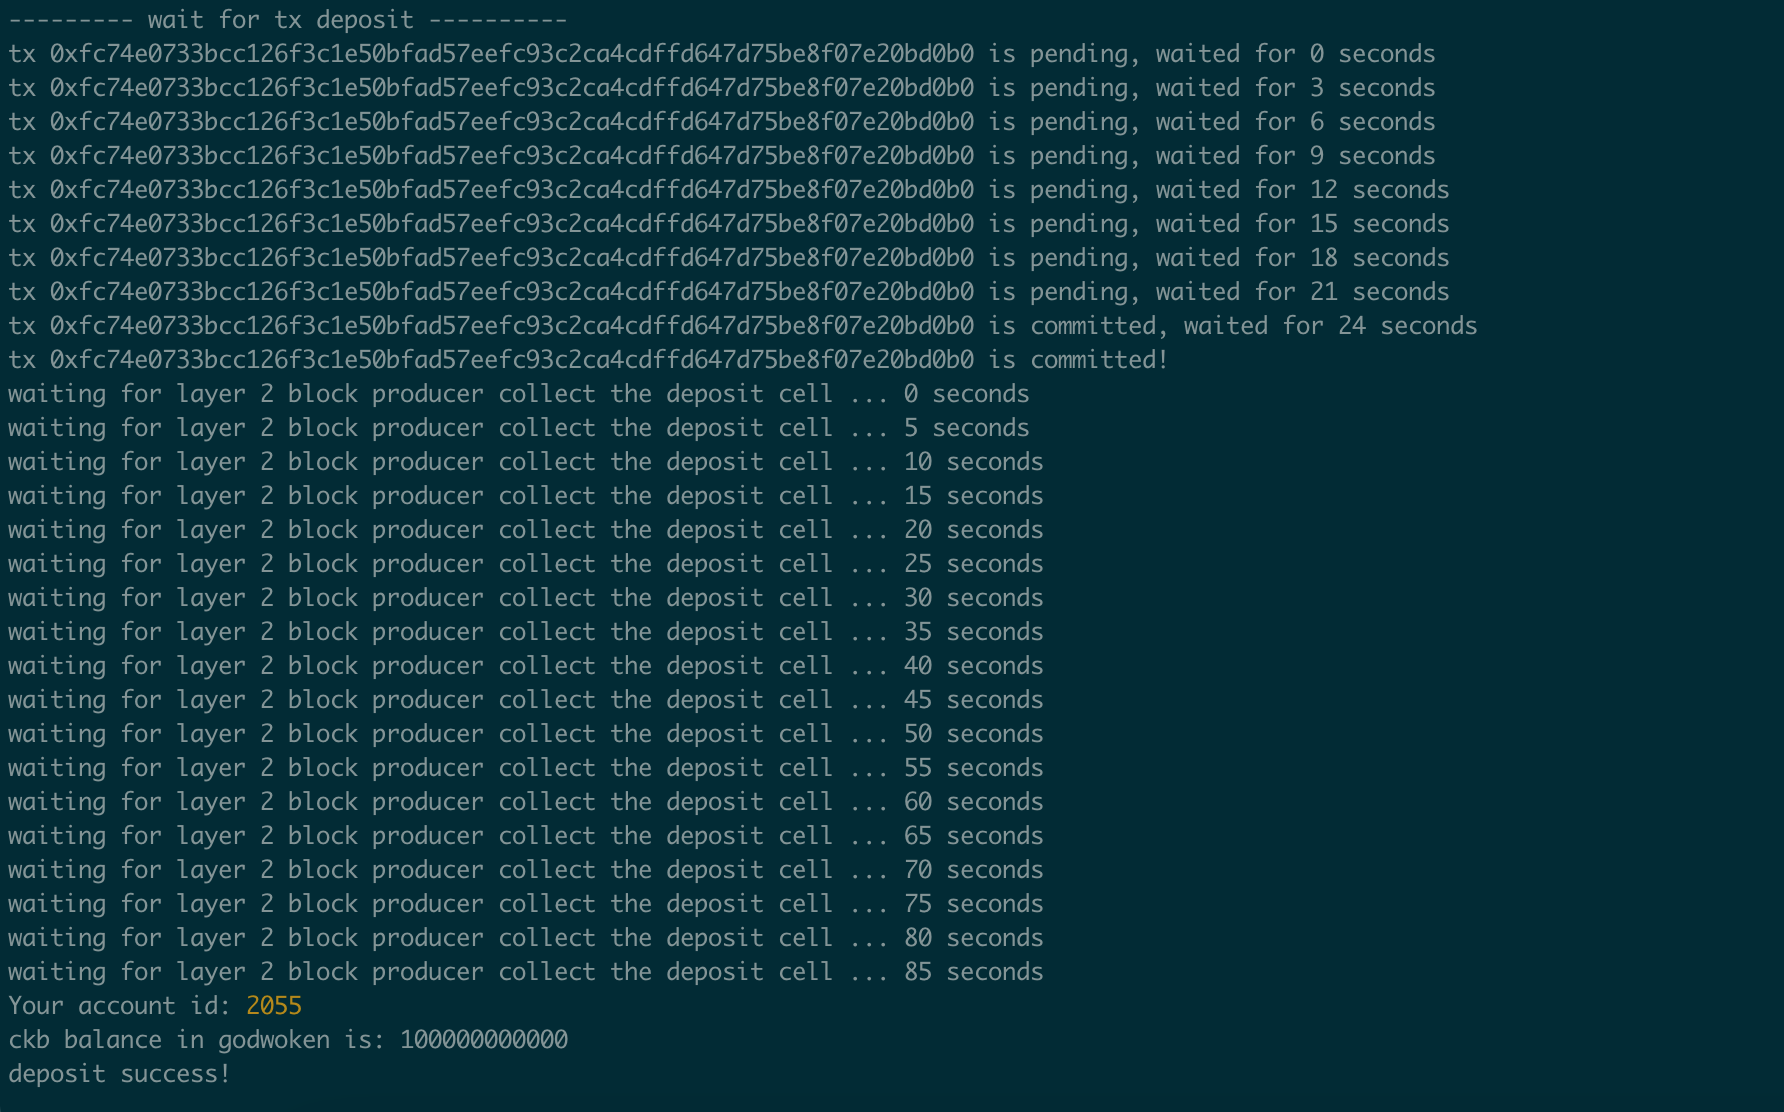 --------- wait for tx deposit ----------
tx 0xfc74e0733bcc126f3c1e50bfad57eefc93c2ca4cdffd647d75be8f07e20bd0b0 is pending, waited for 0 seconds
tx 0xfc74e0733bcc126f3c1e50bfad57eefc93c2ca4cdffd647d75be8f07e20bd0b0 is pending, waited for 3 seconds
tx 0xfc74e0733bcc126f3c1e50bfad57eefc93c2ca4cdffd647d75be8f07e20bd0b0 is pending, waited for 6 seconds
tx 0xfc74e0733bcc126f3c1e50bfad57eefc93c2ca4cdffd647d75be8f07e20bd0b0 is pending, waited for 9 seconds
tx 0xfc74e0733bcc126f3c1e50bfad57eefc93c2ca4cdffd647d75be8f07e20bd0b0 is pending, waited for 12 seconds
tx 0xfc74e0733bcc126f3c1e50bfad57eefc93c2ca4cdffd647d75be8f07e20bd0b0 is pending, waited for 15 seconds
tx 0xfc74e0733bcc126f3c1e50bfad57eefc93c2ca4cdffd647d75be8f07e20bd0b0 is pending, waited for 18 seconds
tx 0xfc74e0733bcc126f3c1e50bfad57eefc93c2ca4cdffd647d75be8f07e20bd0b0 is pending, waited for 21 seconds
tx 0xfc74e0733bcc126f3c1e50bfad57eefc93c2ca4cdffd647d75be8f07e20bd0b0 is committed, waited for 24 seconds
tx 0xfc74e0733bcc126f3c1e50bfad57eefc93c2ca4cdffd647d75be8f07e20bd0b0 is committed!
waiting for layer 2 block producer collect the deposit cell ... 0 seconds
waiting for layer 2 block producer collect the deposit cell ... 5 seconds
waiting for layer 2 block producer collect the deposit cell ... 10 seconds
waiting for layer 2 block producer collect the deposit cell ... 15 seconds
waiting for layer 2 block producer collect the deposit cell ... 20 seconds
waiting for layer 2 block producer collect the deposit cell ... 25 seconds
waiting for layer 2 block producer collect the deposit cell ... 30 seconds
waiting for layer 2 block producer collect the deposit cell ... 35 seconds
waiting for layer 2 block producer collect the deposit cell ... 40 seconds
waiting for layer 2 block producer collect the deposit cell ... 45 seconds
waiting for layer 2 block producer collect the deposit cell ... 50 seconds
waiting for layer 2 block producer collect the deposit cell ... 55 seconds
waiting for layer 2 block producer collect the deposit cell ... 60 seconds
waiting for layer 2 block producer collect the deposit cell ... 65 seconds
waiting for layer 2 block producer collect the deposit cell ... 70 seconds
waiting for layer 2 block producer collect the deposit cell ... 75 seconds
waiting for layer 2 block producer collect the deposit cell ... 80 seconds
waiting for layer 2 block producer collect the deposit cell ... 85 seconds
Your account id: 2055
ckb balance in godwoken is: 100000000000
deposit success!